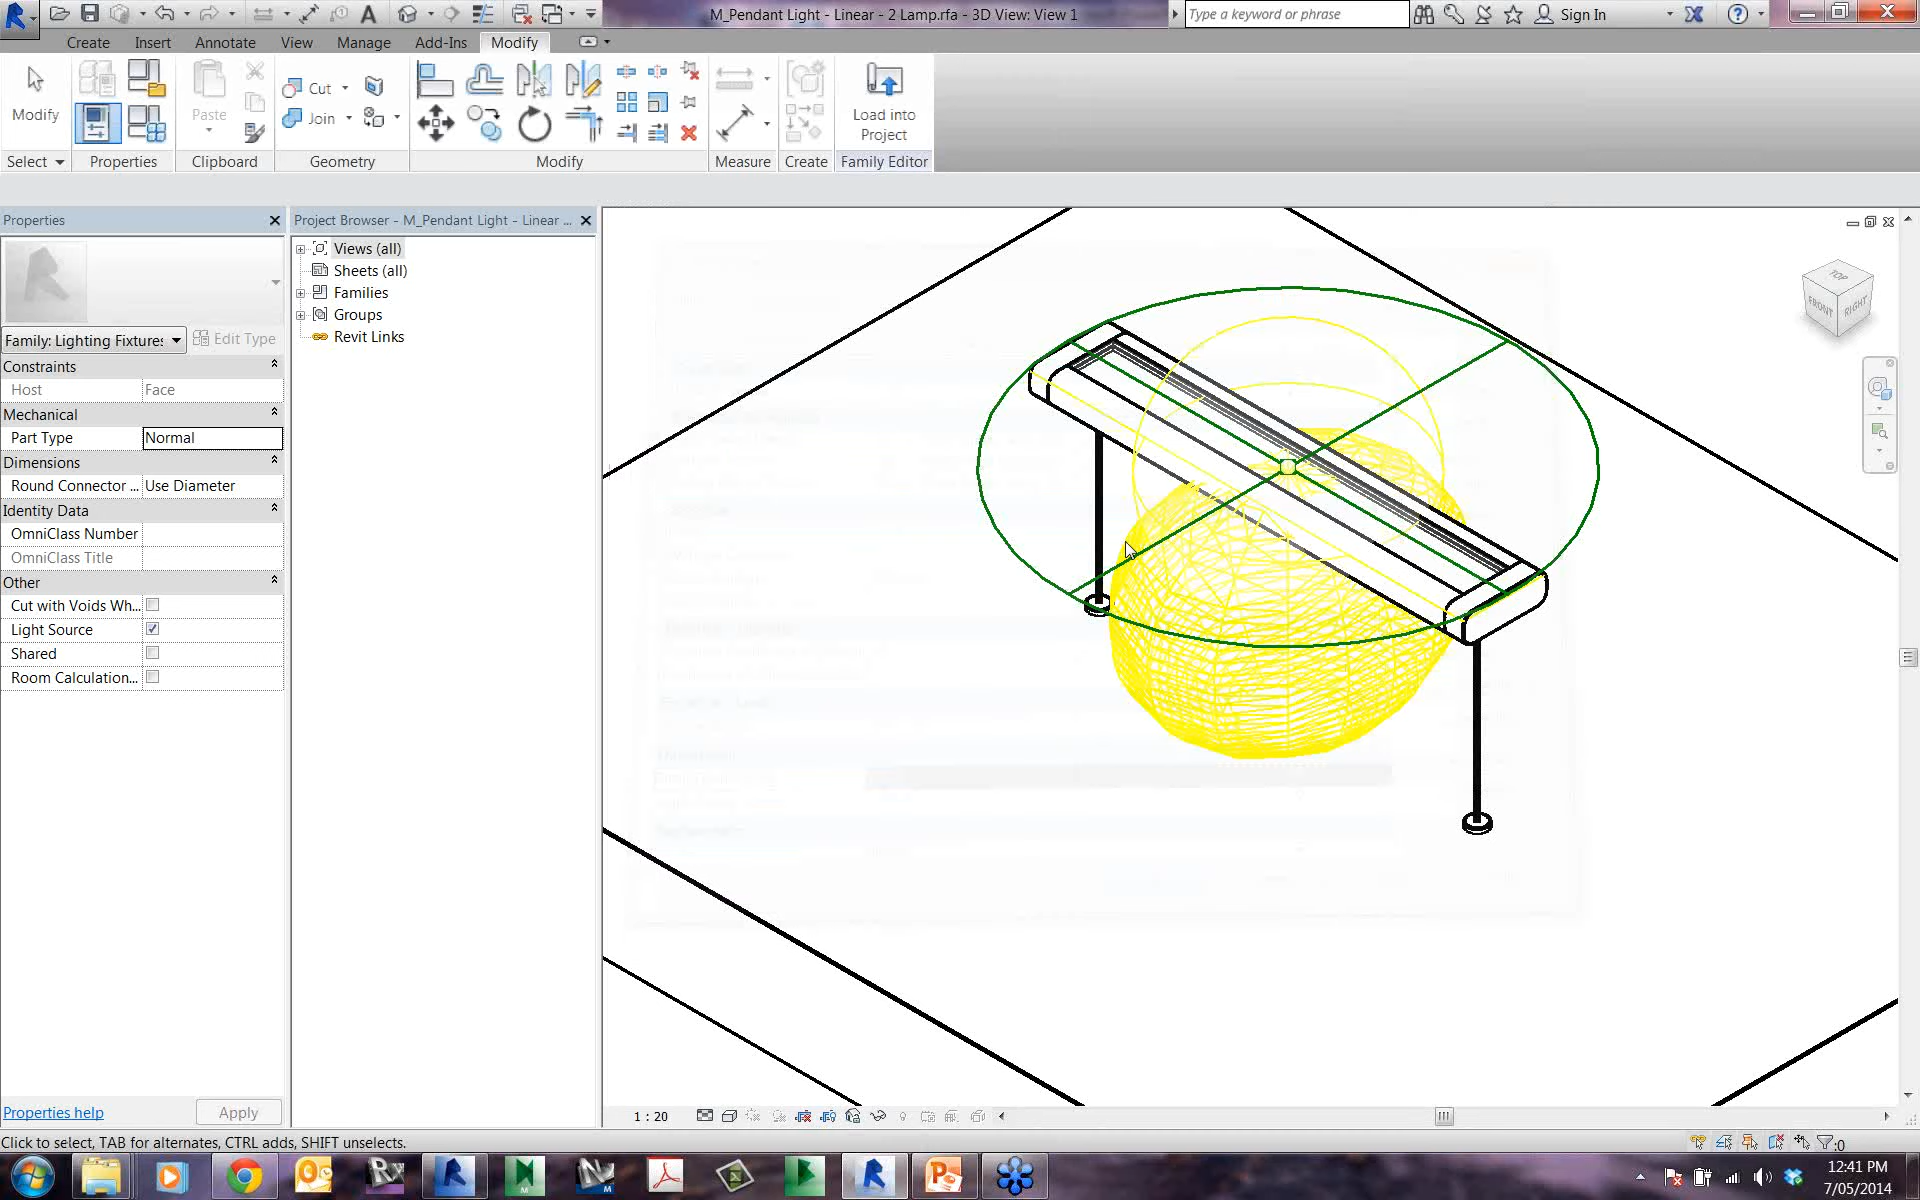 M_Pendant Light - Linear - 2 Lamp.rfa - 3D View: View 1
Type a keyword or phrase
Sign In
Create Insert Annotate View Manage Add-Ins Modify
Modify
Paste
Cut
Join
Load into
Project
Select Properties Clipboard Geometry Modify Measure Create Family Editor
Properties
Project Browser - M_Pendant Light - Linear ...
Views (all)
Sheets (all)
Families
Groups
Revit Links
Family: Lighting Fixture:
Edit Type
Constraints
Host Face
Mechanical
Part Type Normal
Dimensions
Round Connector ... Use Diameter
Identity Data
OmniClass Number
OmniClass Title
Other
Cut with Voids Wh...
Light Source
Shared
Room Calculation...
TOP
FRONT
RIGHT
Properties help
Apply
1 : 20
Click to select, TAB for alternates, CTRL adds, SHIFT unselects.
:0
12:41 PM
7/05/2014